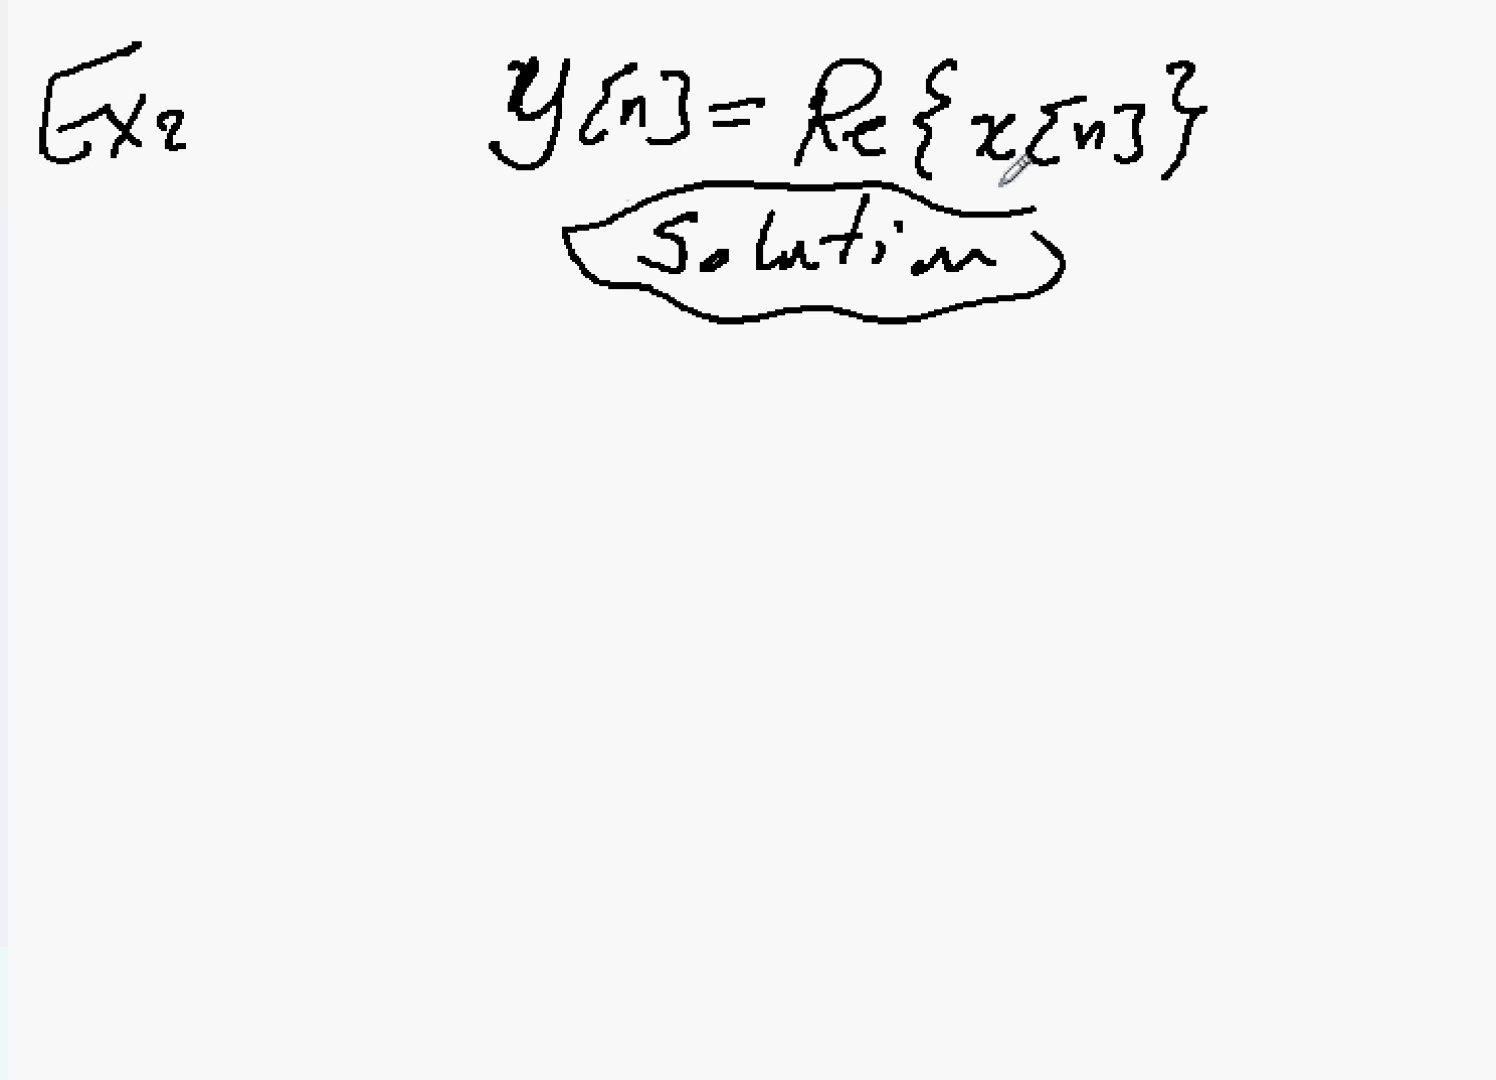 Ex2 y[n] = Re{x[n]}
Solution